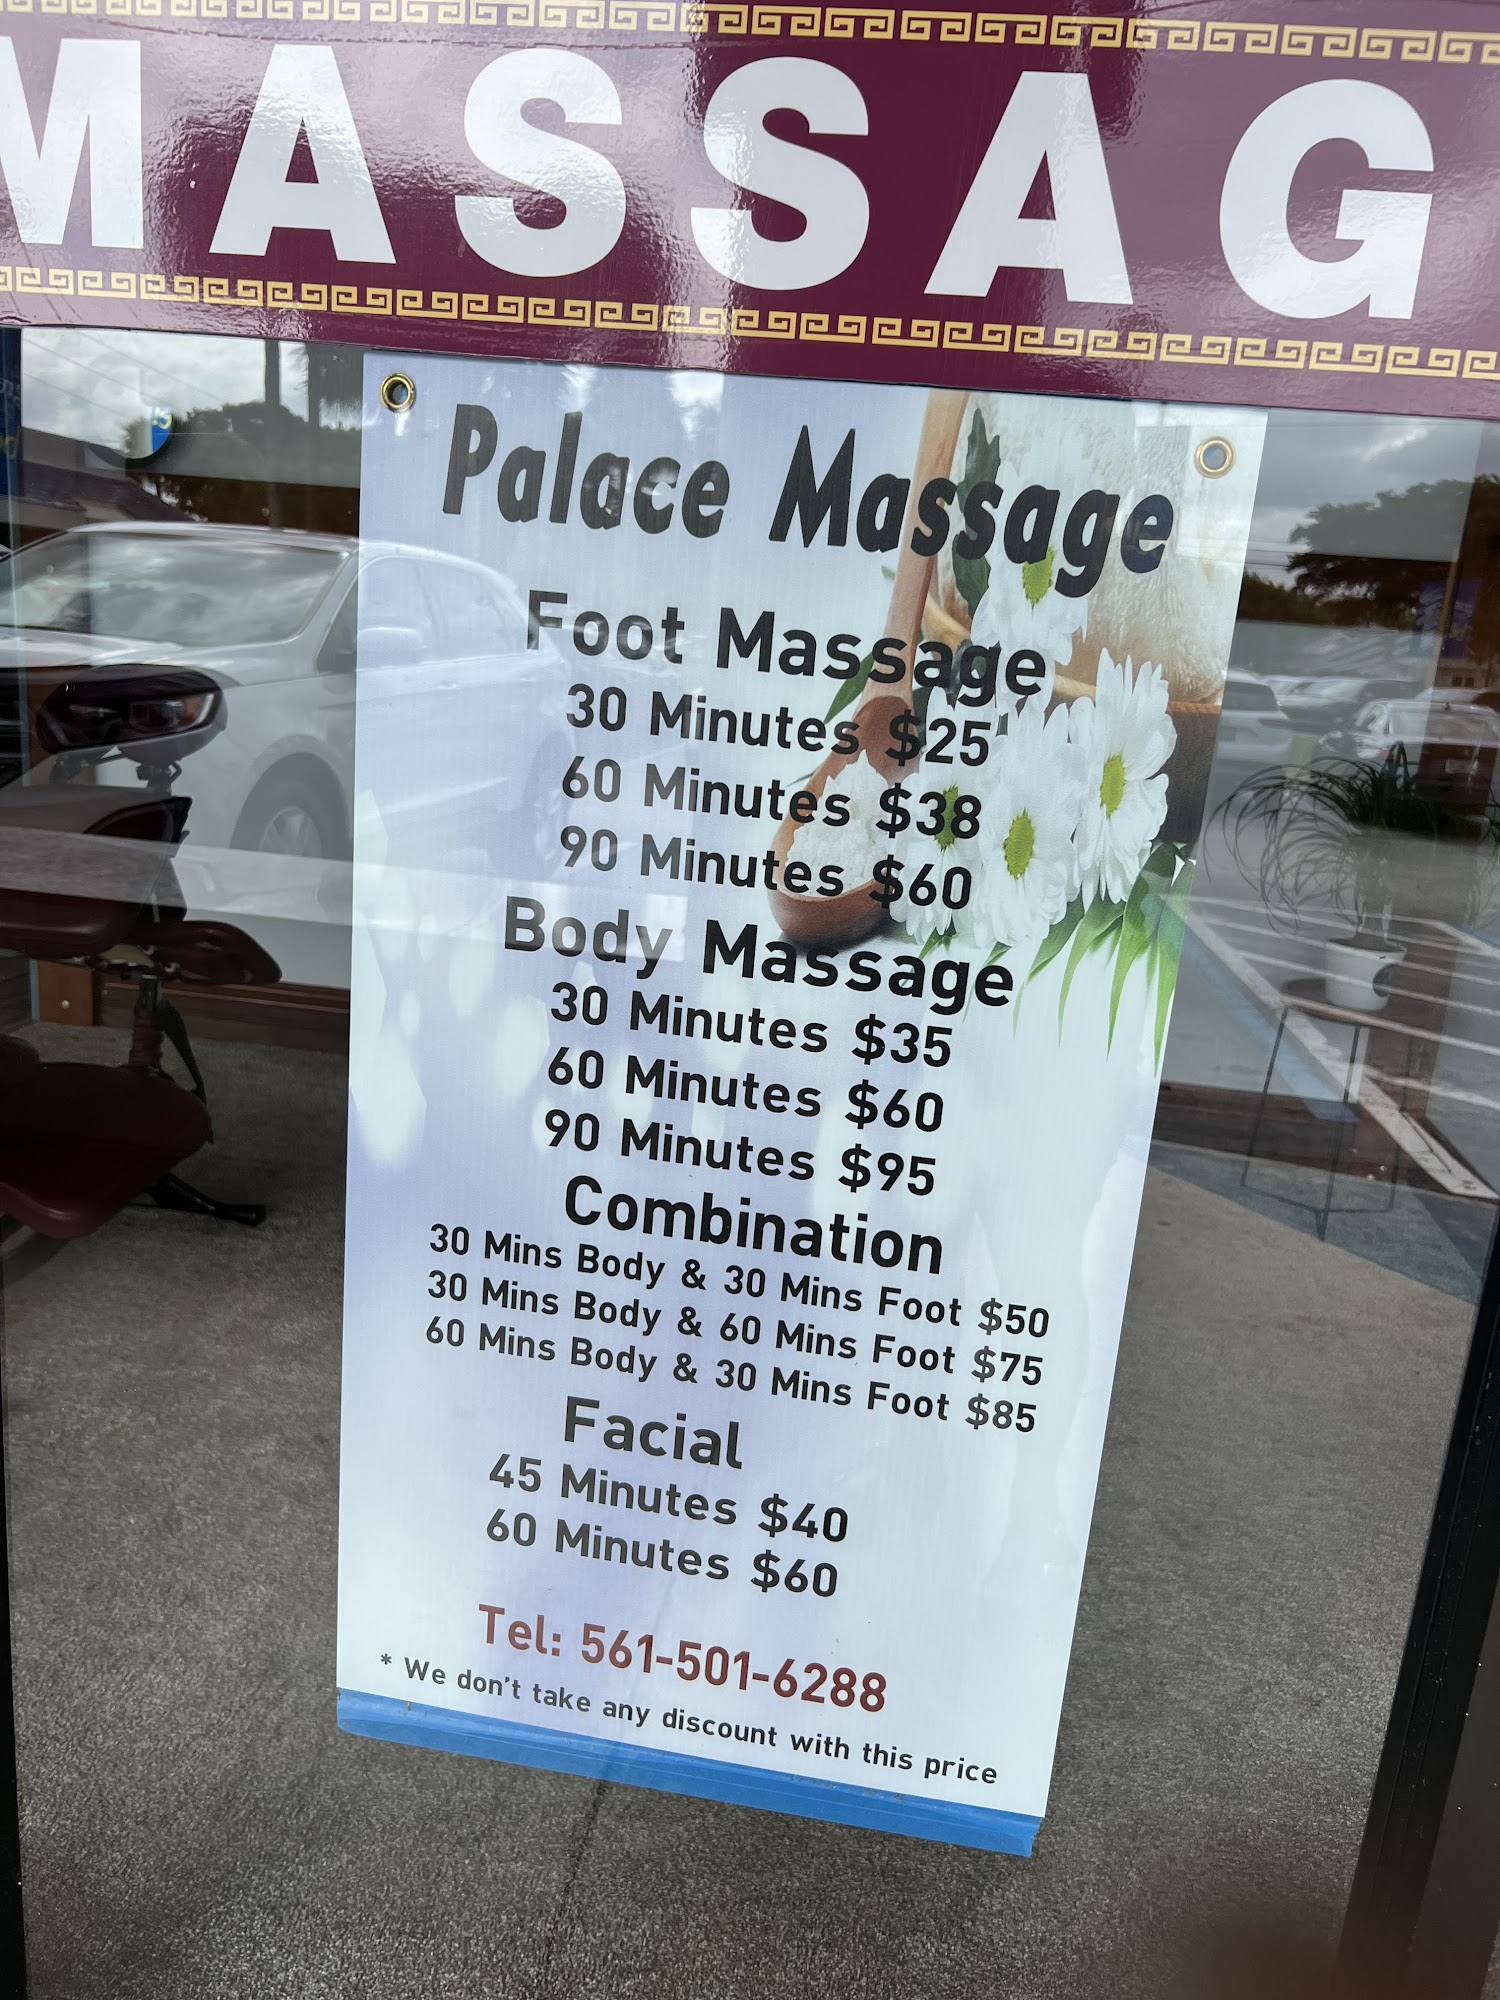 MASSAG
Palace Massage
Foot Massage
30 Minutes $25
60 Minutes $38
90 Minutes $60
Body Massage
30 Minutes $35
60 Minutes $60
90 Minutes $95
Combination
30 Mins Body & 30 Mins Foot $50
30 Mins Body & 60 Mins Foot $75
60 Mins Body & 30 Mins Foot $85
Facial
45 Minutes $40
60 Minutes $60
Tel: 561-501-6288
* We don't take any discount with this price